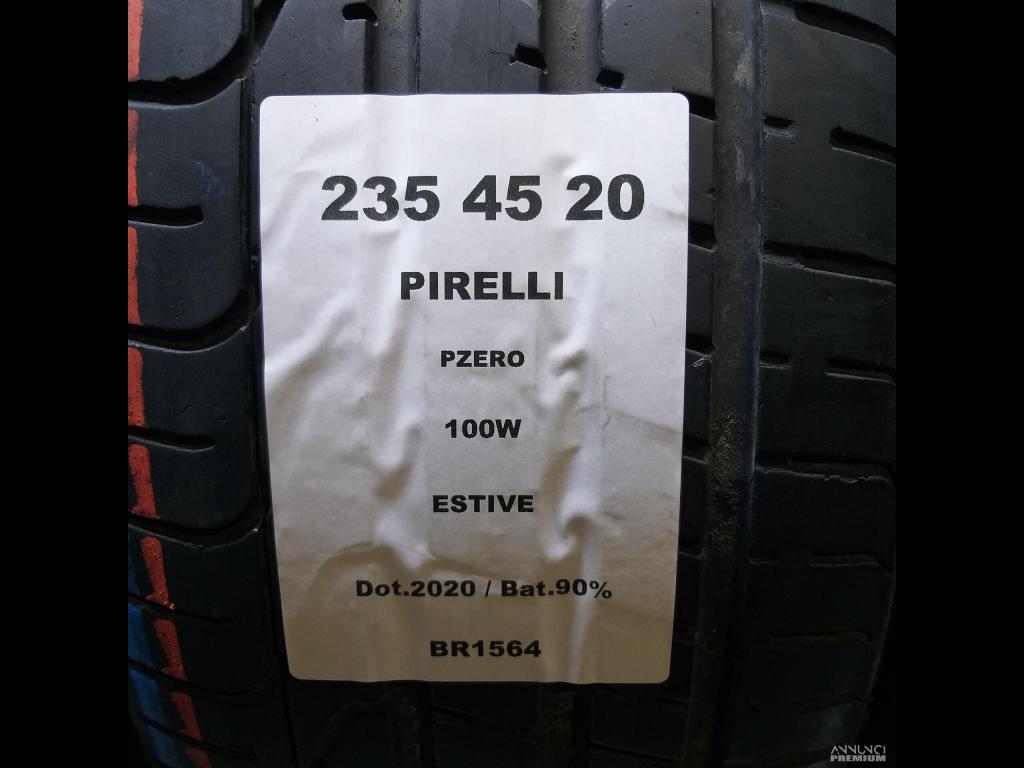 235 45 20
PIRELLI
PZERO
100W
ESTIVE
Dot.2020 / Bat.90%
BR1564
ANNUNCI
PREMIUM